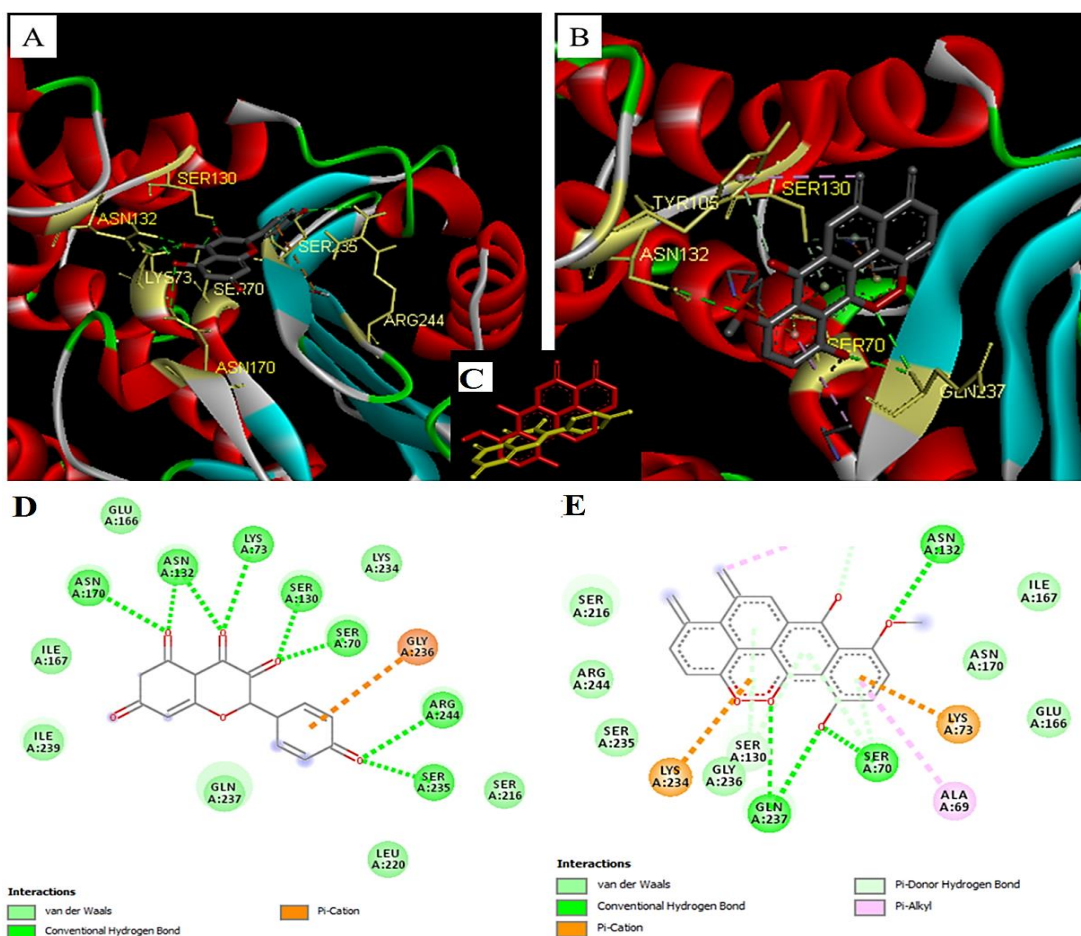 A
SER130
ASN132
LYS73
SER70
SER235
ARG244
ASN170
B
SER130
TYR105
ASN132
SER70
GLN237
C
D
GLU
A:166
LYS
A:73
ASN
A:132
LYS
A:234
ASN
A:170
SER
A:130
SER
A:70
GLY
A:236
ILE
A:167
ARG
A:244
ILE
A:239
SER
A:235
GLN
A:237
SER
A:216
LEU
A:220
O
O
O
O
O
O
Interactions
van der Waals
Conventional Hydrogen Bond
Pi-Cation
E
ASN
A:132
SER
A:216
ILE
A:167
ARG
A:244
ASN
A:170
SER
A:235
GLU
A:166
SER
A:130
LYS
A:73
GLY
A:236
LYS
A:234
SER
A:70
GLN
A:237
ALA
A:69
O
O
O
O
O
Interactions
van der Waals
Conventional Hydrogen Bond
Pi-Cation
Pi-Donor Hydrogen Bond
Pi-Alkyl